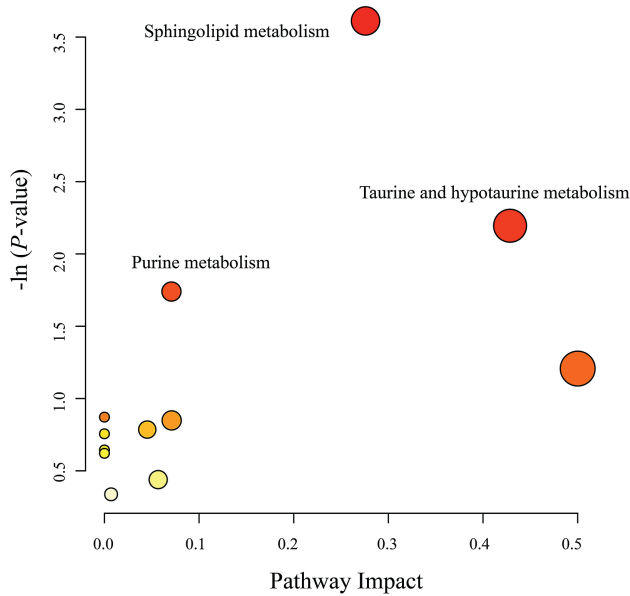 Sphingolipid metabolism
3.5
3.0
Taurine and hypotaurine metabolism
2.5
-ln (P-value)
2.0
Purine metabolism
1.5
1.0
0.5
0.0 0.1 0.2 0.3 0.4 0.5
Pathway Impact